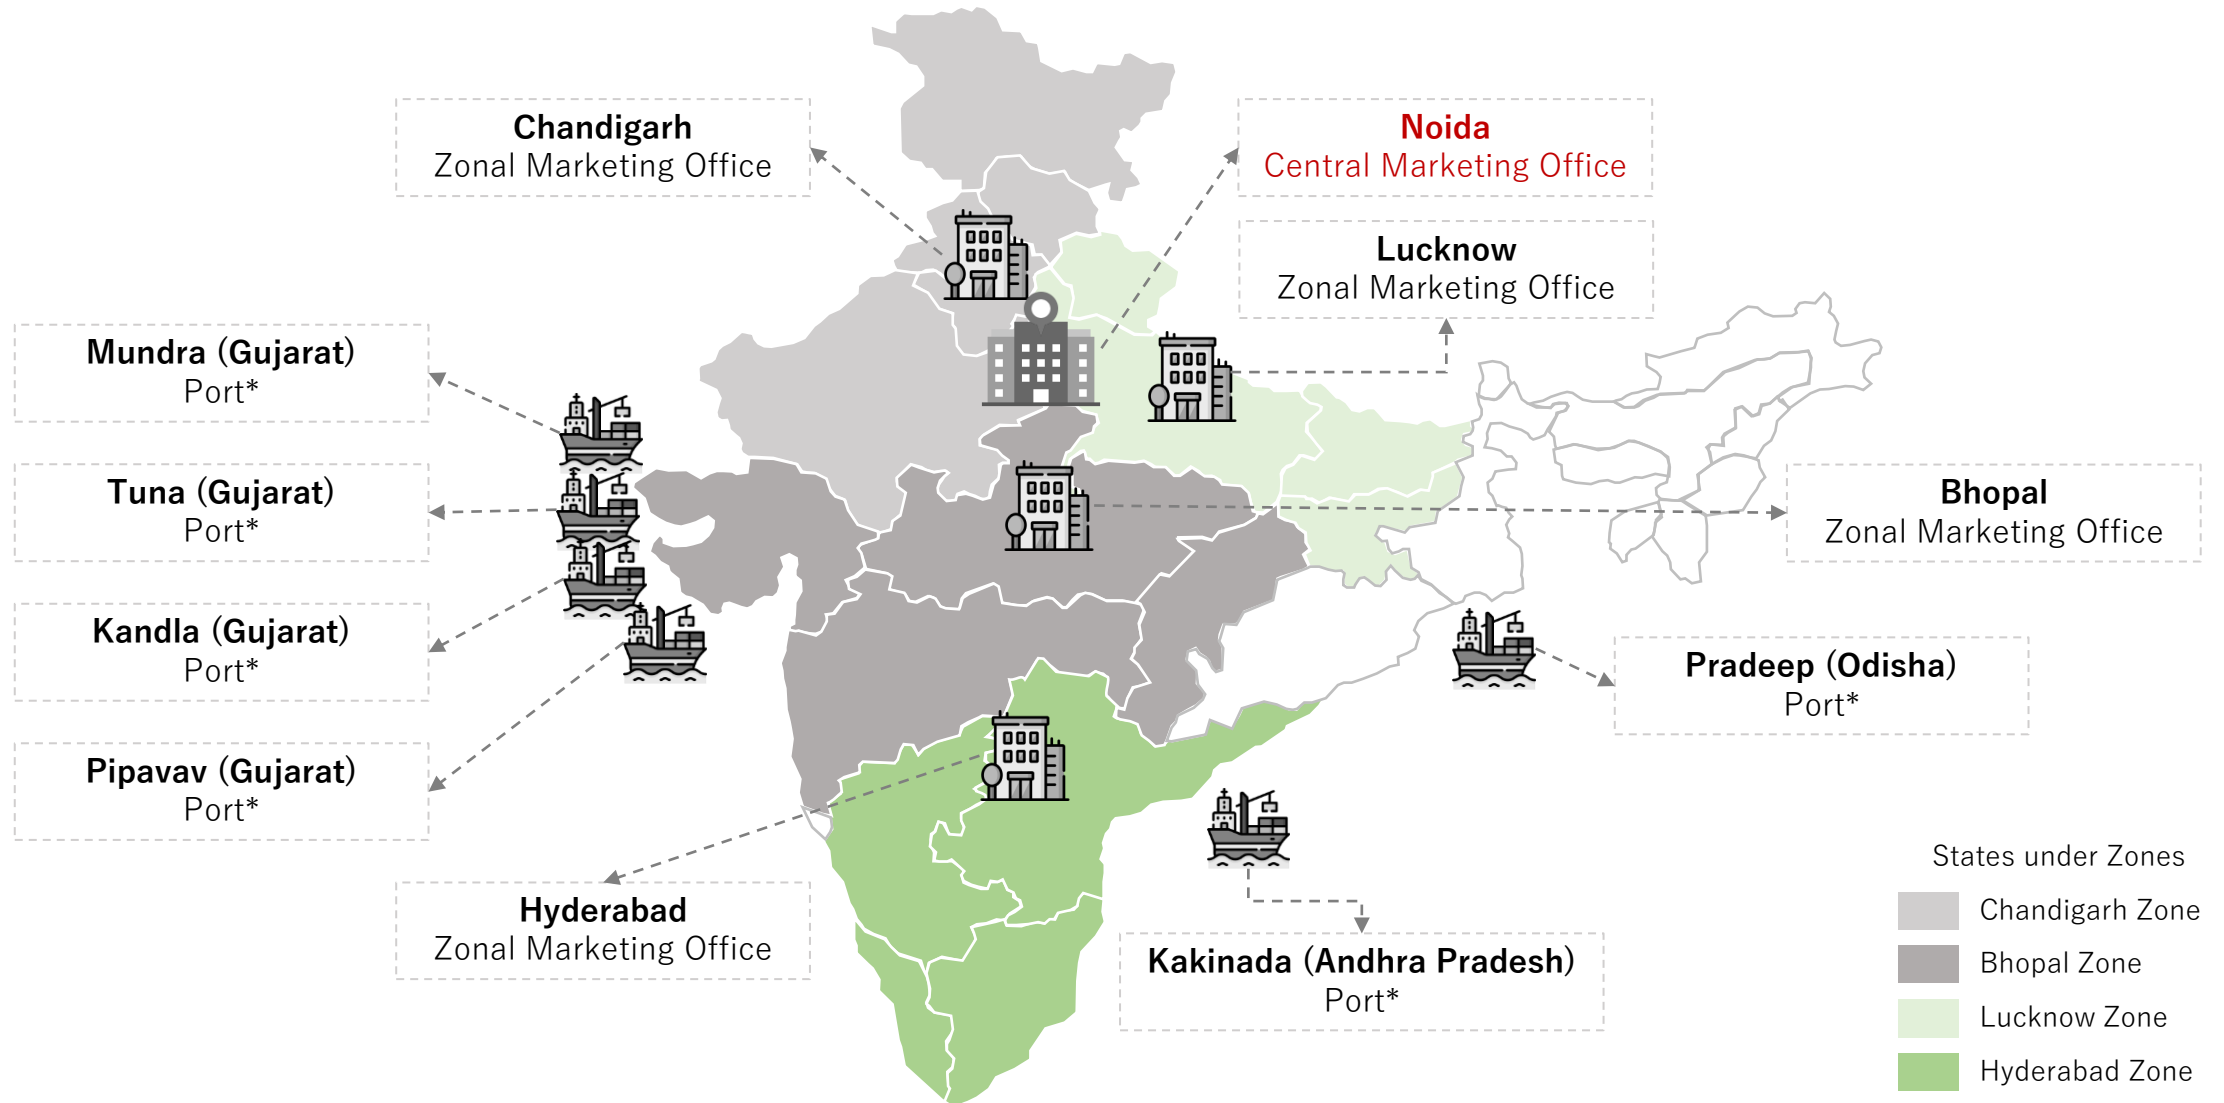 Chandigarh
Zonal Marketing Office
Noida
Central Marketing Office
Lucknow
Zonal Marketing Office
Mundra (Gujarat)
Port*
Tuna (Gujarat)
Port*
Bhopal
Zonal Marketing Office
Kandla (Gujarat)
Port*
Pradeep (Odisha)
Port*
Pipavav (Gujarat)
Port*
Hyderabad
Zonal Marketing Office
Kakinada (Andhra Pradesh)
Port*
States under Zones
Chandigarh Zone
Bhopal Zone
Lucknow Zone
Hyderabad Zone